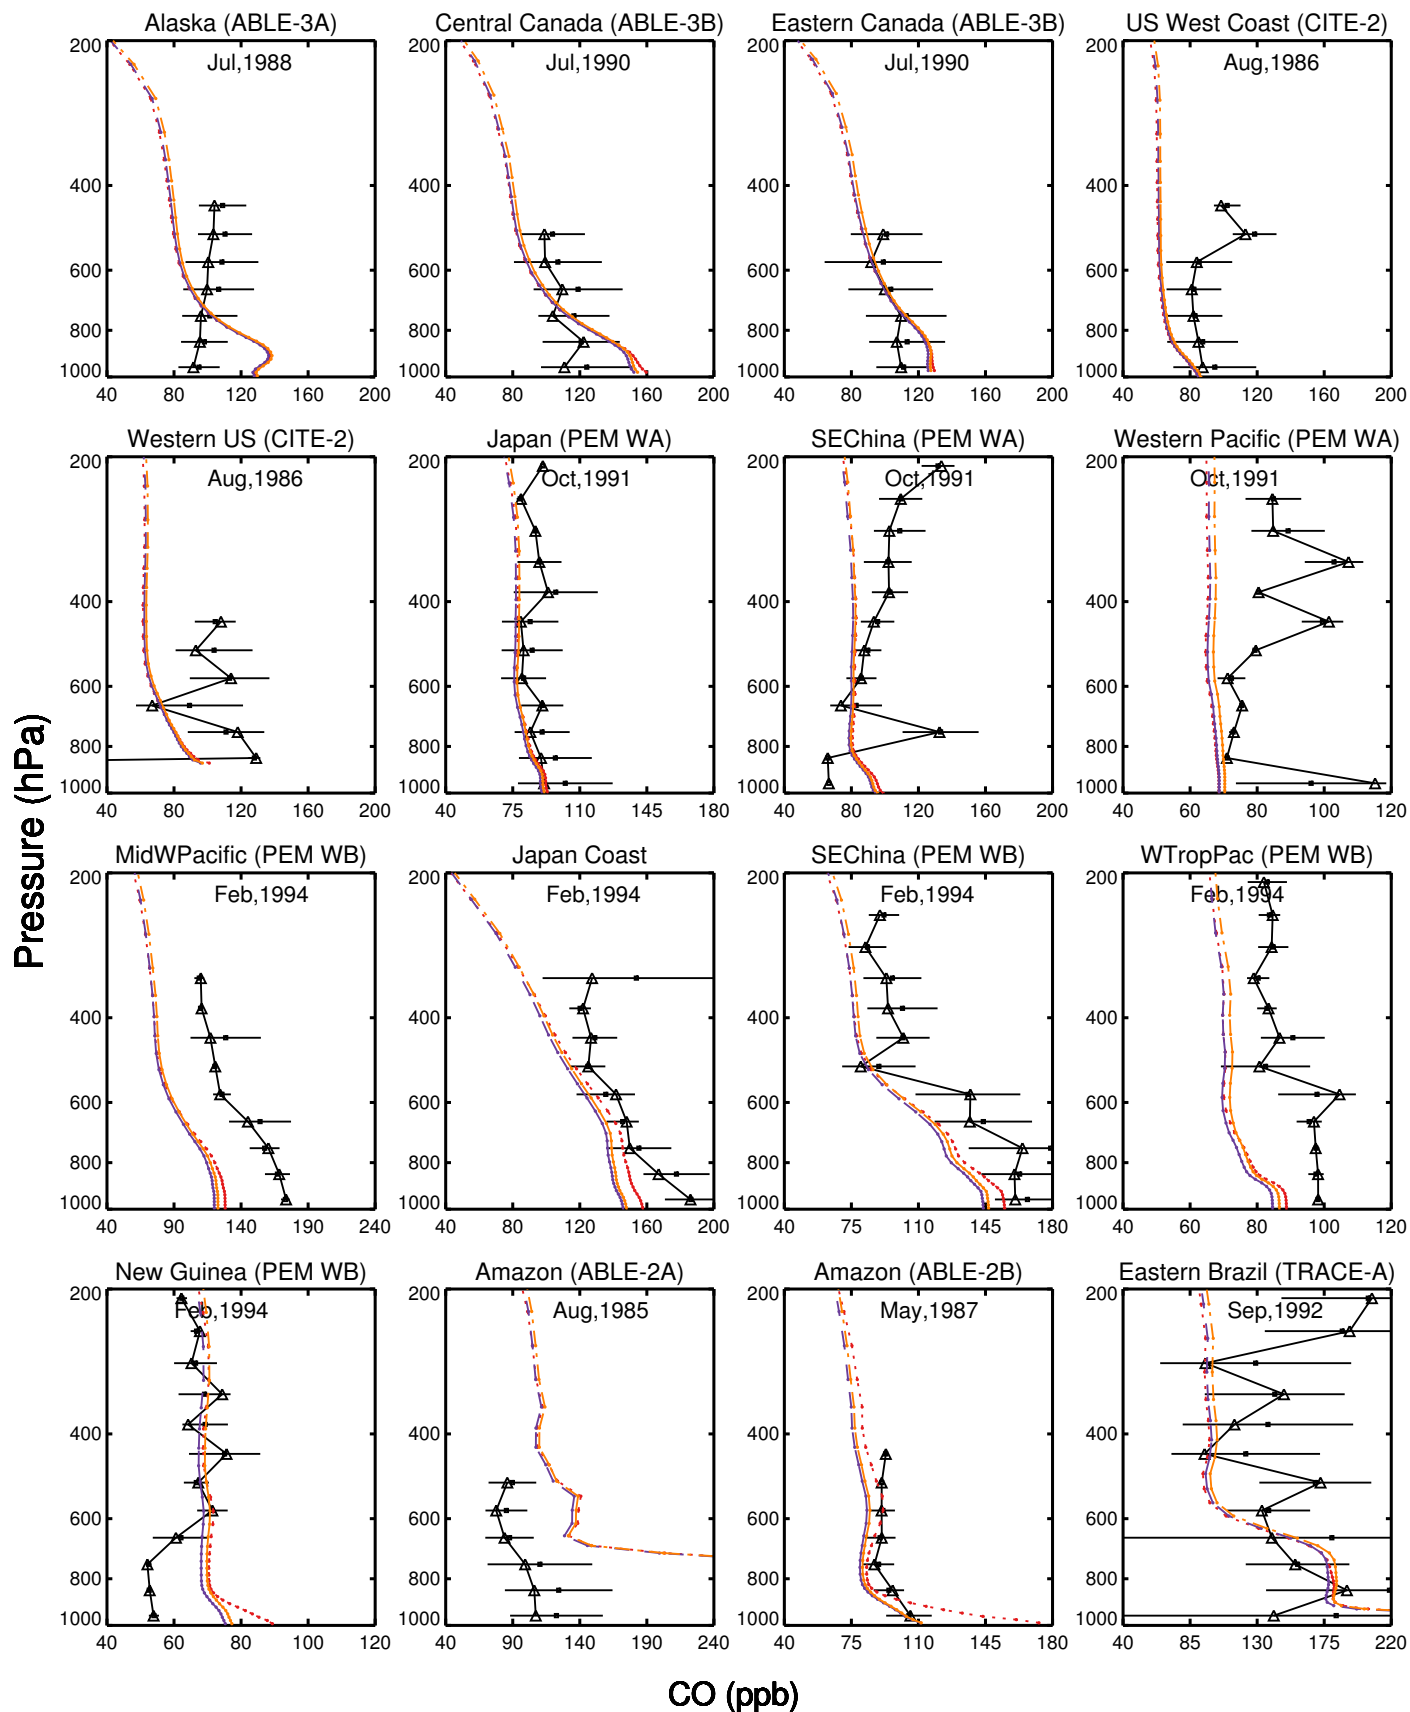 Alaska (ABLE-3A)
Jul,1988
200
400
600
800
1000
40 80 120 160 200
Central Canada (ABLE-3B)
Jul,1990
200
400
600
800
1000
40 80 120 160 200
Eastern Canada (ABLE-3B)
Jul,1990
200
400
600
800
1000
40 75 110 145 180
US West Coast (CITE-2)
Aug,1986
200
400
600
800
1000
40 80 120 160 200
Western US (CITE-2)
Aug,1986
200
400
600
800
1000
40 80 120 160 200
Japan (PEM WA)
Oct,1991
200
400
600
800
1000
40 75 110 145 180
SEChina (PEM WA)
Oct,1991
200
400
600
800
1000
40 80 120 160 200
Western Pacific (PEM WA)
Oct,1991
200
400
600
800
1000
40 60 80 100 120
MidWPacific (PEM WB)
Feb,1994
200
400
600
800
1000
40 90 140 190 240
Japan Coast
Feb,1994
200
400
600
800
1000
40 80 120 160 200
SEChina (PEM WB)
Feb,1994
200
400
600
800
1000
40 75 110 145 180
WTropPac (PEM WB)
Feb,1994
200
400
600
800
1000
40 60 80 100 120
New Guinea (PEM WB)
Feb,1994
200
400
600
800
1000
40 60 80 100 120
Amazon (ABLE-2A)
Aug,1985
200
400
600
800
1000
40 90 140 190 240
Amazon (ABLE-2B)
May,1987
200
400
600
800
1000
40 75 110 145 180
Eastern Brazil (TRACE-A)
Sep,1992
200
400
600
800
1000
40 85 130 175 220
Pressure (hPa)
CO (ppb)